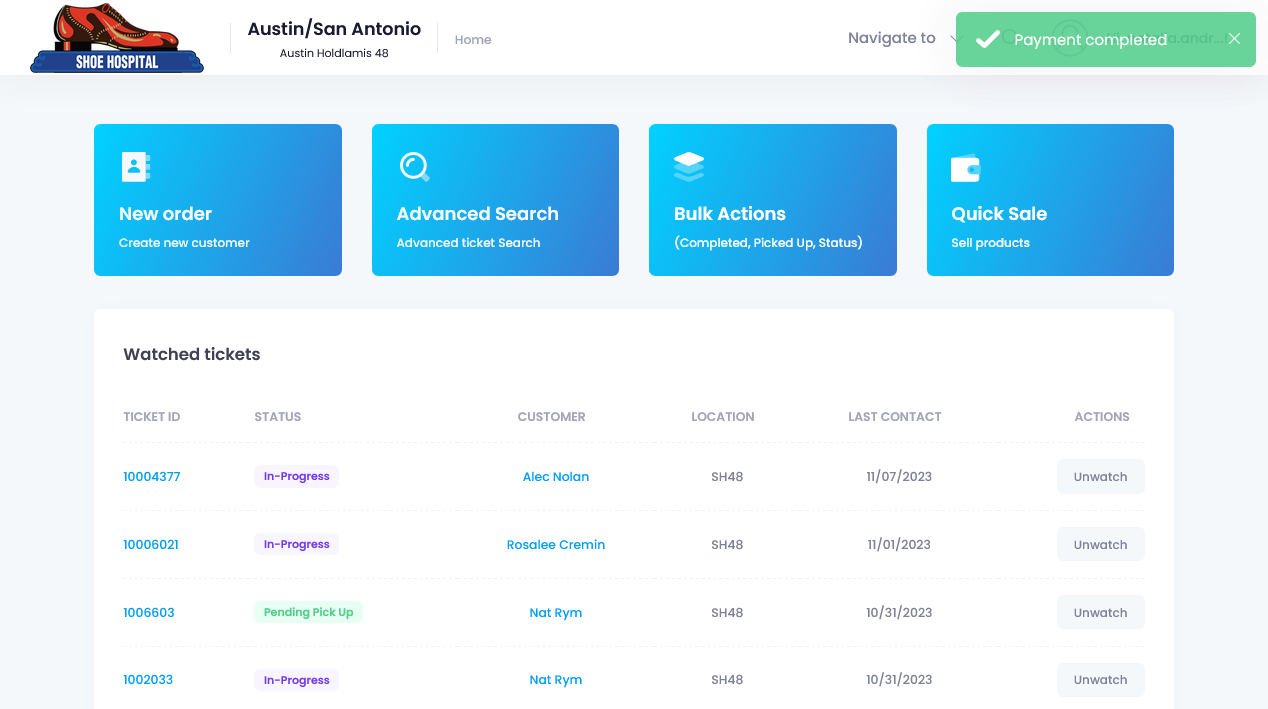 SHOE HOSPITAL
Austin/San Antonio
Austin Holdlamis 48
Home
Navigate to
Payment completed
New order
Create new customer
Advanced Search
Advanced ticket Search
Bulk Actions
(Completed, Picked Up, Status)
Quick Sale
Sell products
Watched tickets
TICKET ID STATUS CUSTOMER LOCATION LAST CONTACT ACTIONS
10004377 In-Progress Alec Nolan SH48 11/07/2023 Unwatch
10006021 In-Progress Rosalee Cremin SH48 11/01/2023 Unwatch
1006603 Pending Pick Up Nat Rym SH48 10/31/2023 Unwatch
1002033 In-Progress Nat Rym SH48 10/31/2023 Unwatch